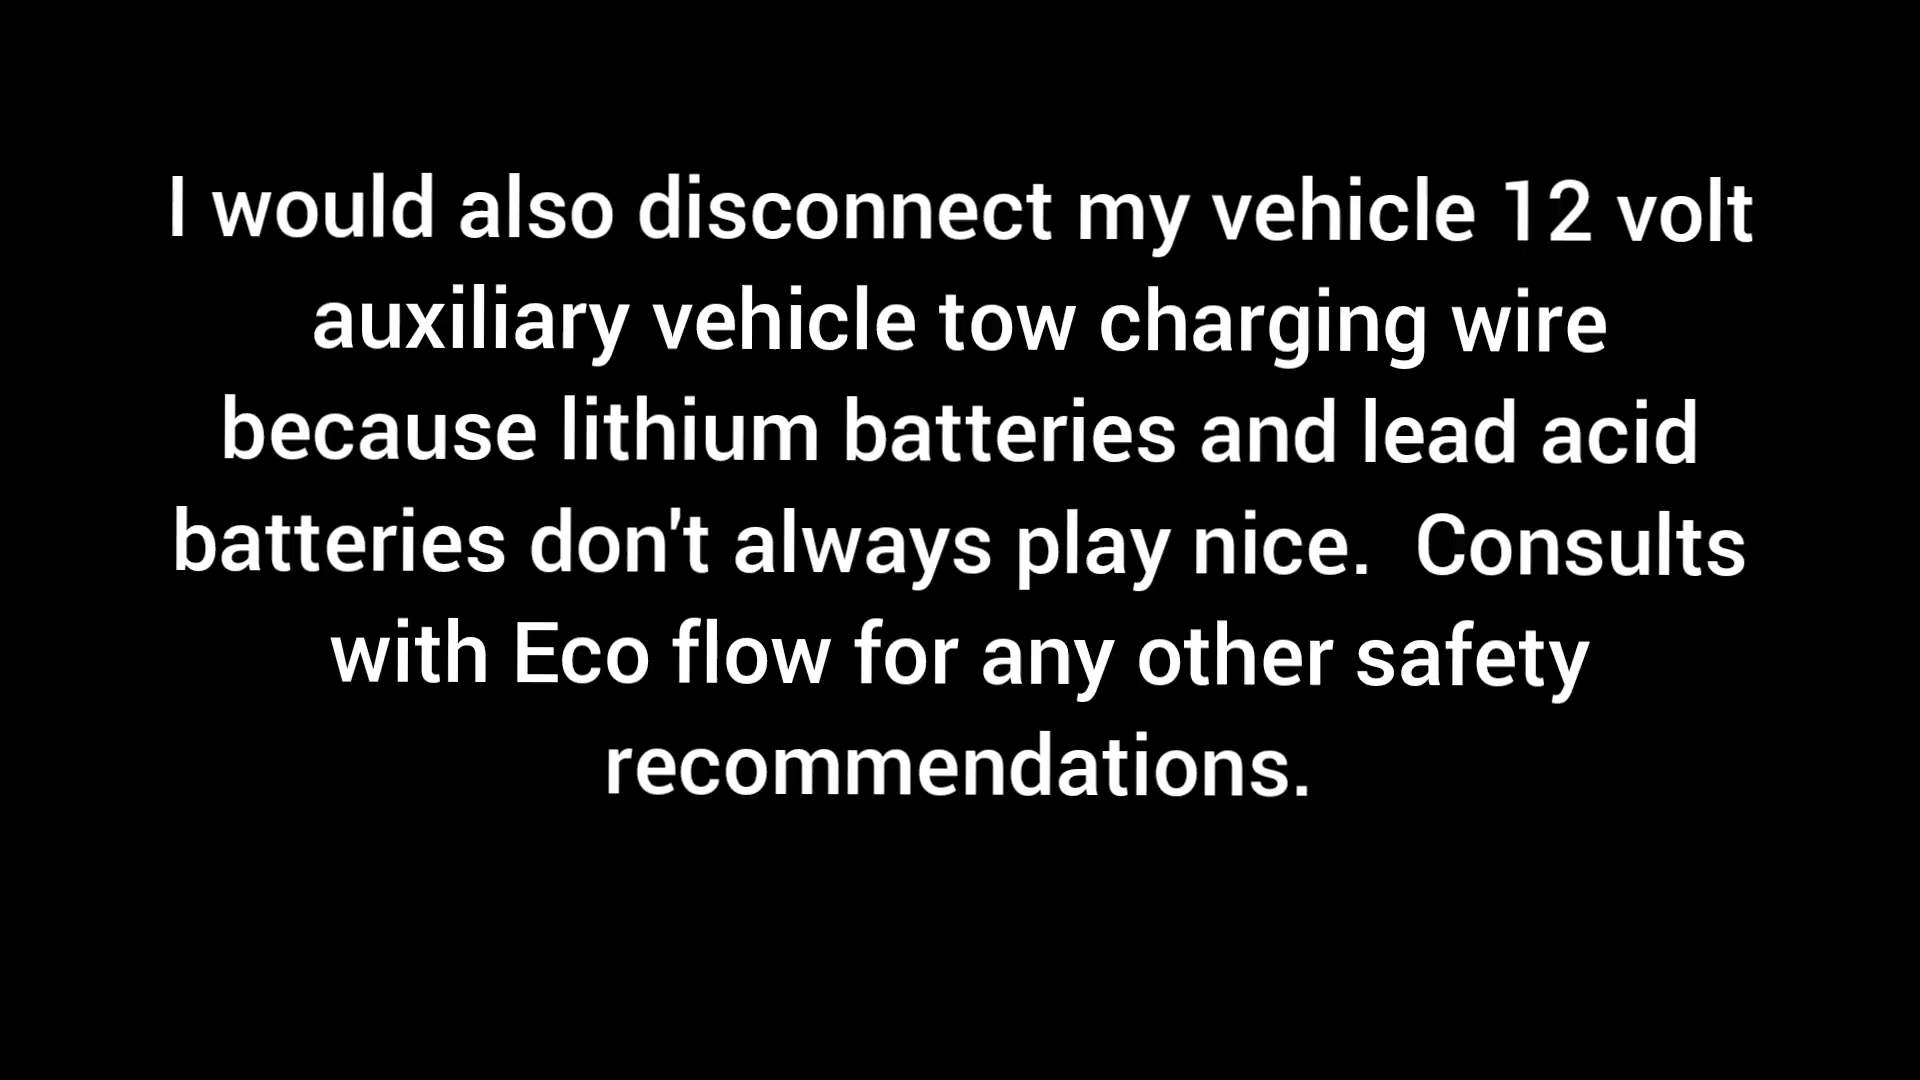 I would also disconnect my vehicle 12 volt
auxiliary vehicle tow charging wire
because lithium batteries and lead acid
batteries don't always play nice.  Consults
with Eco flow for any other safety
recommendations.